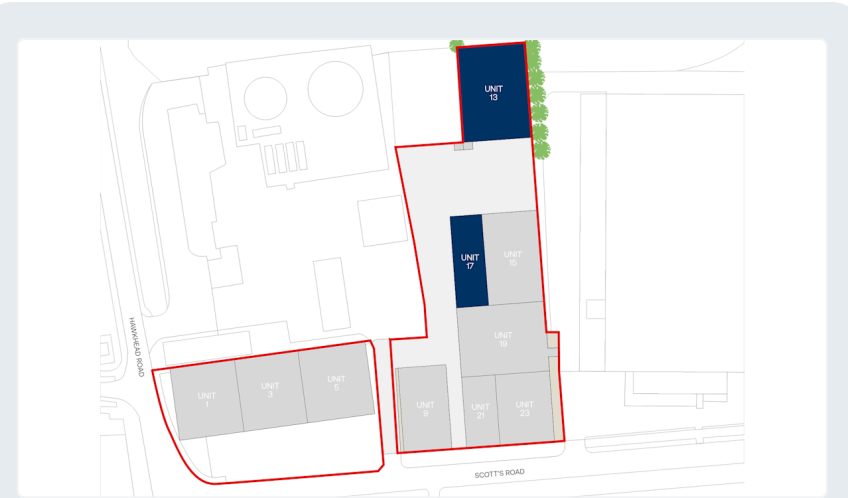 UNIT
13
UNIT
17
UNIT
15
UNIT
19
HAWKHEAD ROAD
UNIT
1
UNIT
3
UNIT
5
UNIT
9
UNIT
21
UNIT
23
SCOTT'S ROAD